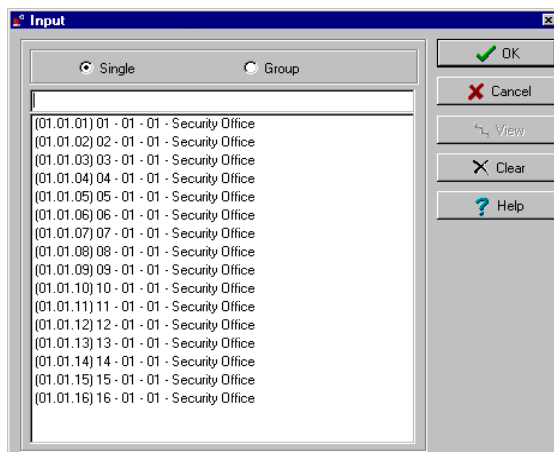 Input
Single Group
OK
Cancel
View
Clear
Help
(01.01.01) 01 - 01 - 01 - Security Office
(01.01.02) 02 - 01 - 01 - Security Office
(01.01.03) 03 - 01 - 01 - Security Office
(01.01.04) 04 - 01 - 01 - Security Office
(01.01.05) 05 - 01 - 01 - Security Office
(01.01.06) 06 - 01 - 01 - Security Office
(01.01.07) 07 - 01 - 01 - Security Office
(01.01.08) 08 - 01 - 01 - Security Office
(01.01.09) 09 - 01 - 01 - Security Office
(01.01.10) 10 - 01 - 01 - Security Office
(01.01.11) 11 - 01 - 01 - Security Office
(01.01.12) 12 - 01 - 01 - Security Office
(01.01.13) 13 - 01 - 01 - Security Office
(01.01.14) 14 - 01 - 01 - Security Office
(01.01.15) 15 - 01 - 01 - Security Office
(01.01.16) 16 - 01 - 01 - Security Office